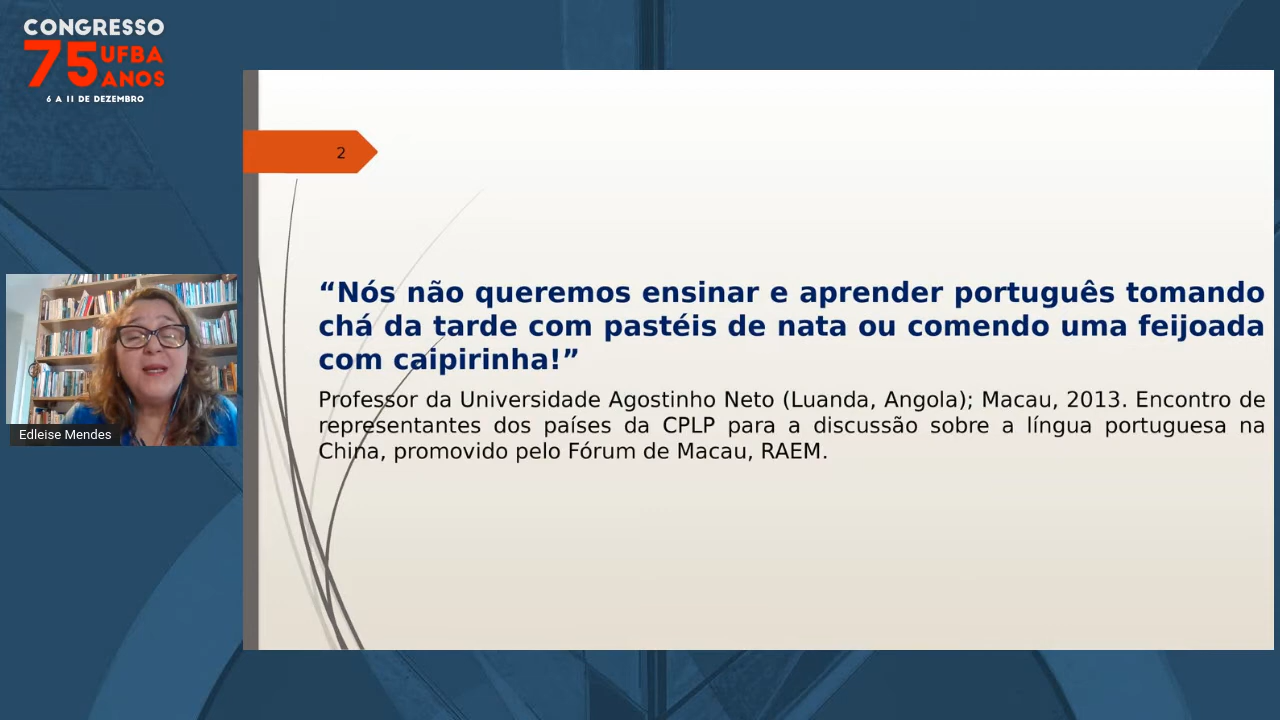 CONGRESSO
75 UFBA ANOS
6 A 11 DE DEZEMBRO
2
“Nós não queremos ensinar e aprender português tomando
chá da tarde com pastéis de nata ou comendo uma feijoada
com caipirinha!”
Professor da Universidade Agostinho Neto (Luanda, Angola); Macau, 2013. Encontro de
representantes dos países da CPLP para a discussão sobre a língua portuguesa na
China, promovido pelo Fórum de Macau, RAEM.
Edleise Mendes